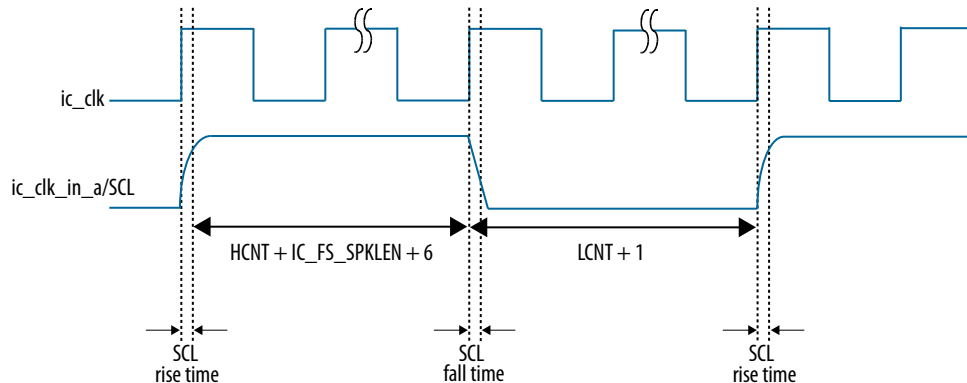 ic_clk
ic_clk_in_a/SCL
HCNT + IC_FS_SPKLEN + 6
LCNT + 1
SCL
rise time
SCL
fall time
SCL
rise time